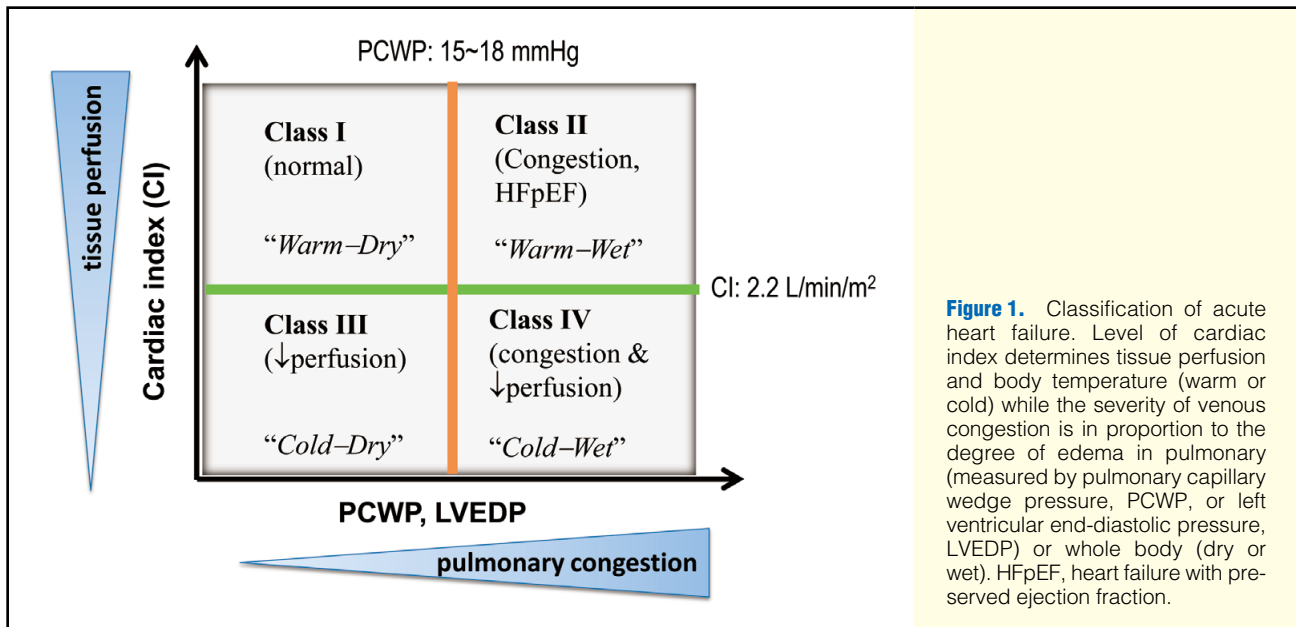 PCWP: 15~18 mmHg
tissue perfusion
Cardiac index (CI)
Class I
(normal)
“Warm–Dry”
Class II
(Congestion,
HFpEF)
“Warm–Wet”
CI: 2.2 L/min/m²
Class III
(↓perfusion)
“Cold–Dry”
Class IV
(congestion &
↓perfusion)
“Cold–Wet”
PCWP, LVEDP
pulmonary congestion
Figure 1. Classification of acute
heart failure. Level of cardiac
index determines tissue perfusion
and body temperature (warm or
cold) while the severity of venous
congestion is in proportion to the
degree of edema in pulmonary
(measured by pulmonary capillary
wedge pressure, PCWP, or left
ventricular end-diastolic pressure,
LVEDP) or whole body (dry or
wet). HFpEF, heart failure with pre-
served ejection fraction.